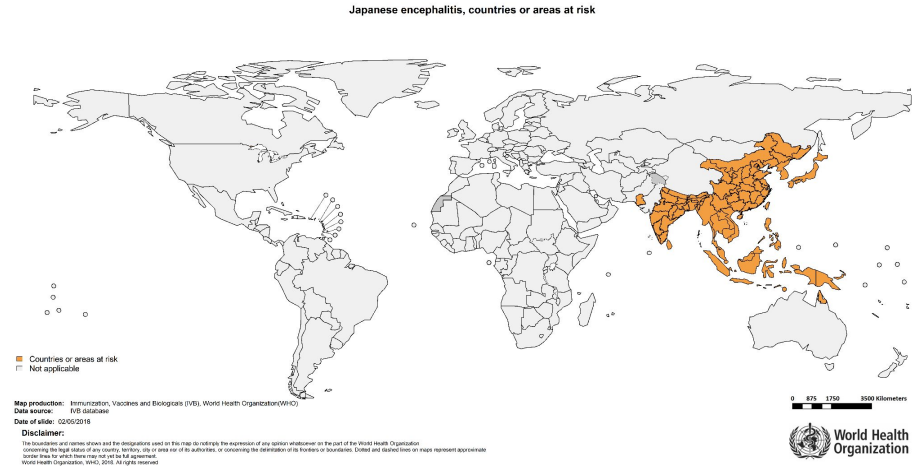 Japanese encephalitis, countries or areas at risk
Countries or areas at risk
Not applicable
Map production: Immunization, Vaccines and Biologicals (IVB), World Health Organization(WHO)
Data source: IVB database
Date of slide: 02/05/2018
Disclaimer:
The boundaries and names shown and the designations used on this map do notimply the expression of any opinion whatsoever on the part of the World Health Organization
concerning the legal status of any country, territory, city or area nor of its authorities, or concerning the delimitation of its frontiers or boundaries. Dotted and dashed lines on maps represent approximate
border lines for which there may not yet be full agreement.
World Health Organization, WHO, 2018. All rights reserved
0 875 1750 3500 Kilometers
World Health
Organization